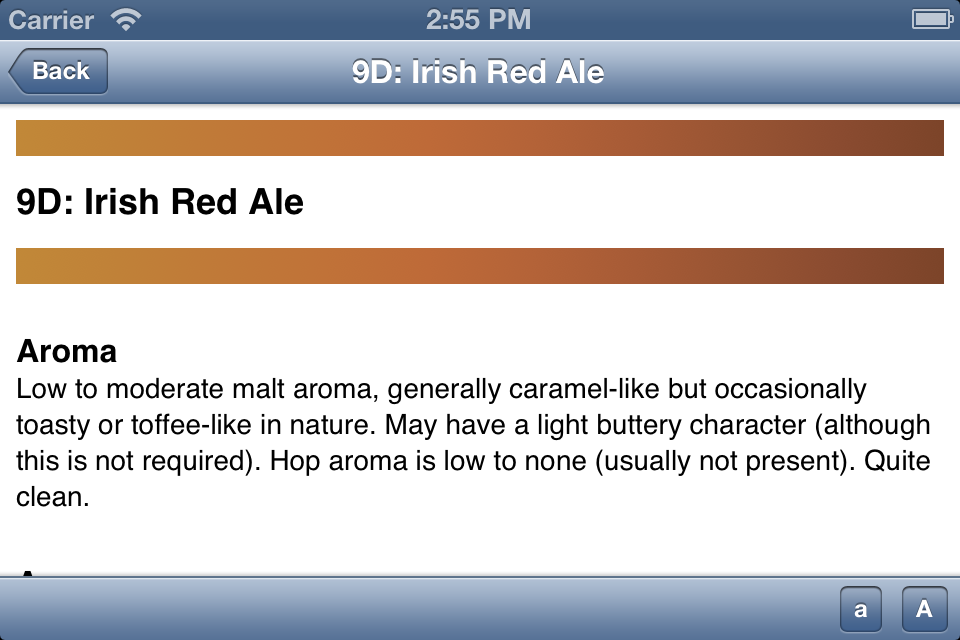 Carrier 2:55 PM
Back 9D: Irish Red Ale
9D: Irish Red Ale
Aroma
Low to moderate malt aroma, generally caramel-like but occasionally
toasty or toffee-like in nature. May have a light buttery character (although
this is not required). Hop aroma is low to none (usually not present). Quite
clean.
a A